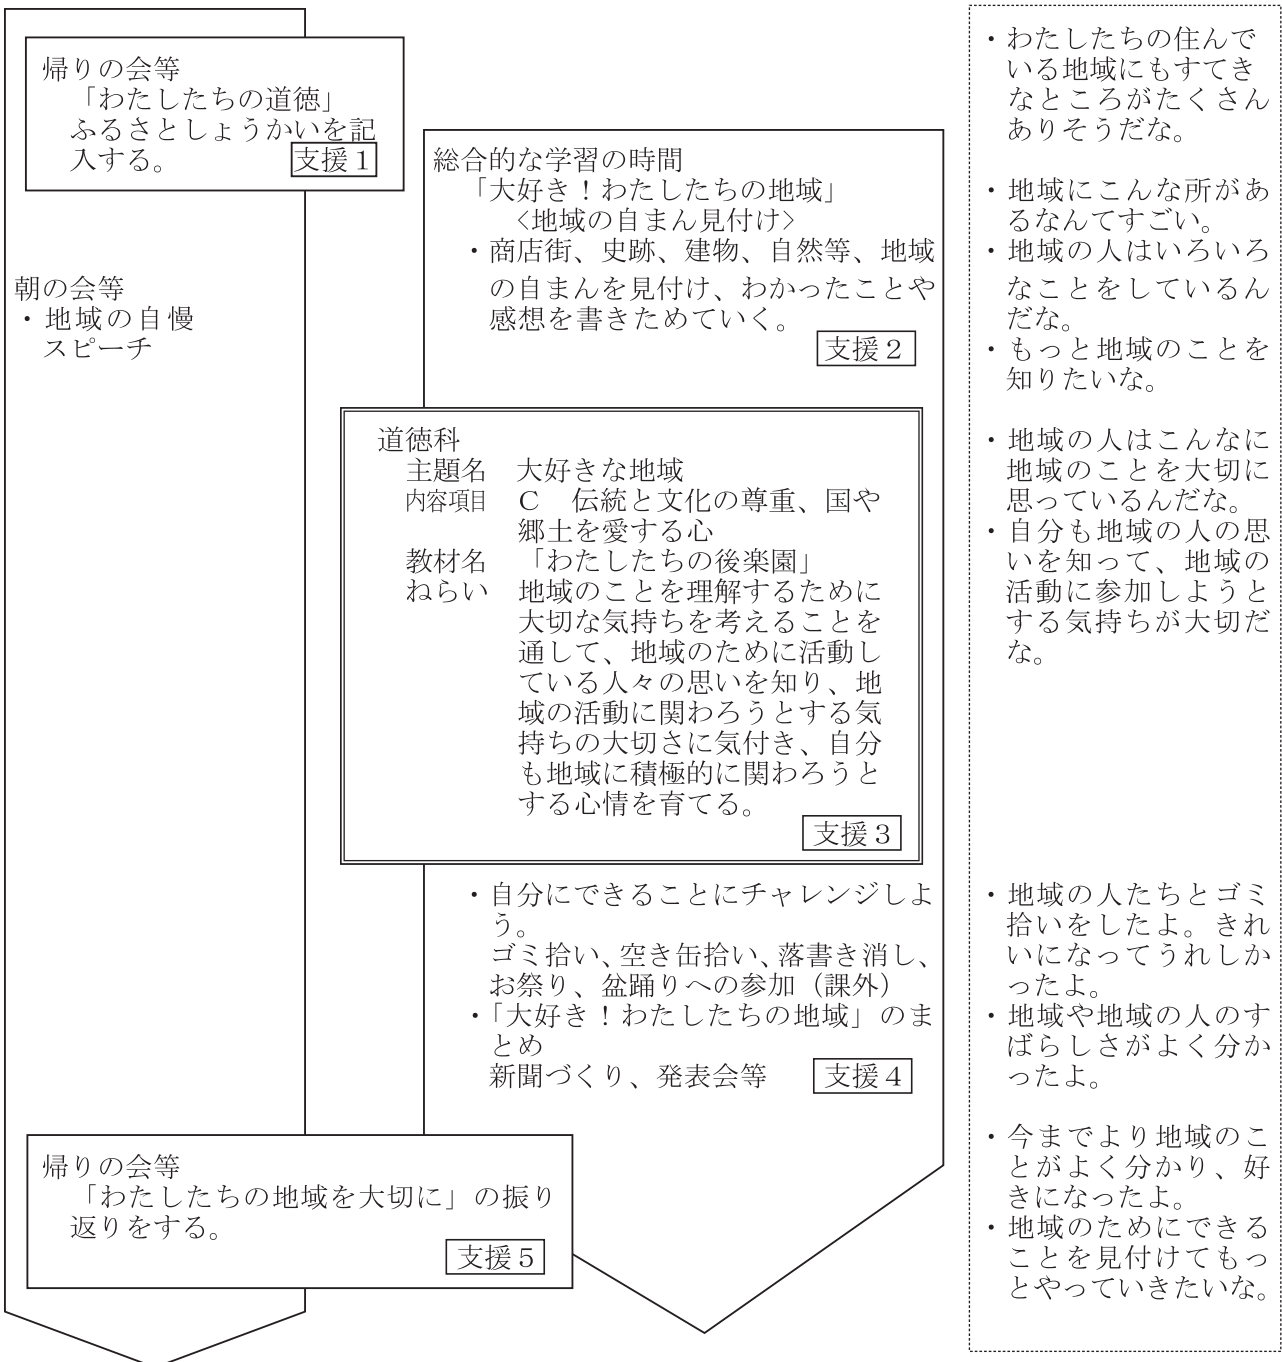 帰りの会等
「わたしたちの道徳」
ふるさとしょうかいを記
入する。 支援1
朝の会等
・地域の自慢
スピーチ
総合的な学習の時間
「大好き！わたしたちの地域」
<地域の自まん見付け>
・商店街、史跡、建物、自然等、地域
の自まんを見付け、わかったことや
感想を書きためていく。
支援2
道徳科
主題名 大好きな地域
内容項目 C 伝統と文化の尊重、国や
郷土を愛する心
教材名 「わたしたちの後楽園」
ねらい 地域のことを理解するために
大切な気持ちを考えることを
通して、地域のために活動し
ている人々の思いを知り、地
域の活動に関わろうとする気
持ちの大切さに気付き、自分
も地域に積極的に関わろうと
する心情を育てる。
支援3
・自分にできることにチャレンジしよ
う。
ゴミ拾い、空き缶拾い、落書き消し、
お祭り、盆踊りへの参加（課外）
・「大好き！わたしたちの地域」のま
とめ
新聞づくり、発表会等 支援4
帰りの会等
「わたしたちの地域を大切に」の振り
返りをする。
支援5
・わたしたちの住んで
いる地域にもすてき
なところがたくさん
ありそうだな。
・地域にこんな所があ
るなんてすごい。
・地域の人はいろいろ
なことをしているん
だな。
・もっと地域のことを
知りたいな。
・地域の人はこんなに
地域のことを大切に
思っているんだな。
・自分も地域の人の思
いを知って、地域の
活動に参加しようと
する気持ちが大切だ
な。
・地域の人たちとゴミ
拾いをしたよ。きれ
いになってうれしか
ったよ。
・地域や地域の人のす
ばらしさがよく分か
ったよ。
・今までより地域のこ
とがよく分かり、好
きになったよ。
・地域のためにできる
ことを見付けてもっ
とやっていきたいな。